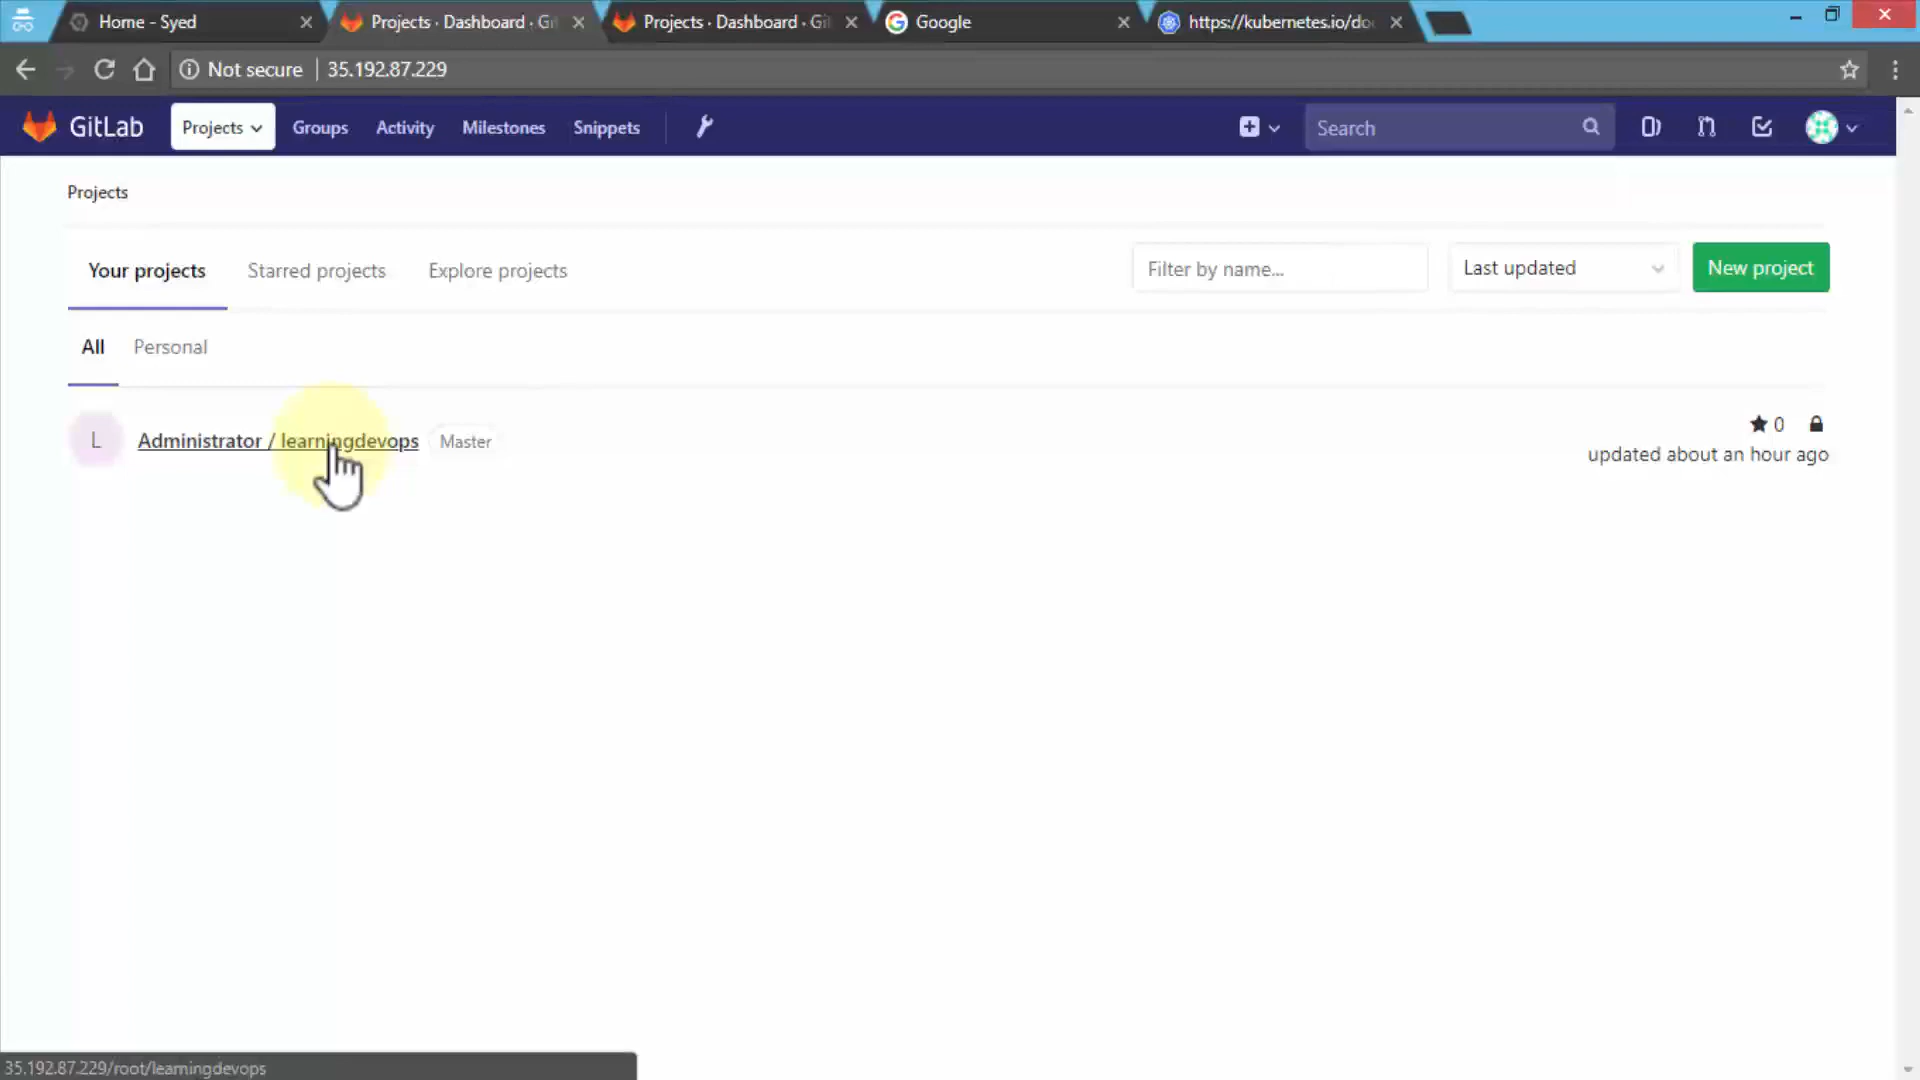 Home - Syed
Projects · Dashboard · Gi
Projects · Dashboard · Git
Google
https://kubernetes.io/do
Not secure | 35.192.87.229
GitLab
Projects
Groups
Activity
Milestones
Snippets
Search
Projects
Your projects
Starred projects
Explore projects
Filter by name...
Last updated
New project
All
Personal
L
Administrator / learningdevops
Master
0
updated about an hour ago
35.192.87.229/root/learningdevops